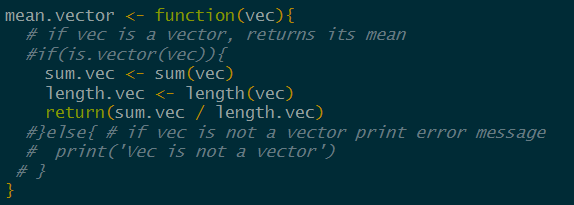 mean.vector <- function(vec){
  # if vec is a vector, returns its mean
  #if(is.vector(vec)){
    sum.vec <- sum(vec)
    length.vec <- length(vec)
    return(sum.vec / length.vec)
  #}else{ # if vec is not a vector print error message
  #  print('Vec is not a vector')
 # }
}